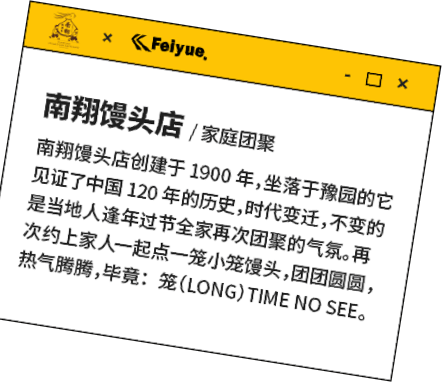 × Feiyue. - □ ×
南翔馒头店 / 家庭团聚
南翔馒头店创建于 1900 年，坐落于豫园的它
见证了中国 120 年的历史，时代变迁，不变的
是当地人逢年过节全家再次团聚的气氛。再
次约上家人一起点一笼小笼馒头，团团圆圆，
热气腾腾，毕竟：笼（LONG）TIME NO SEE。